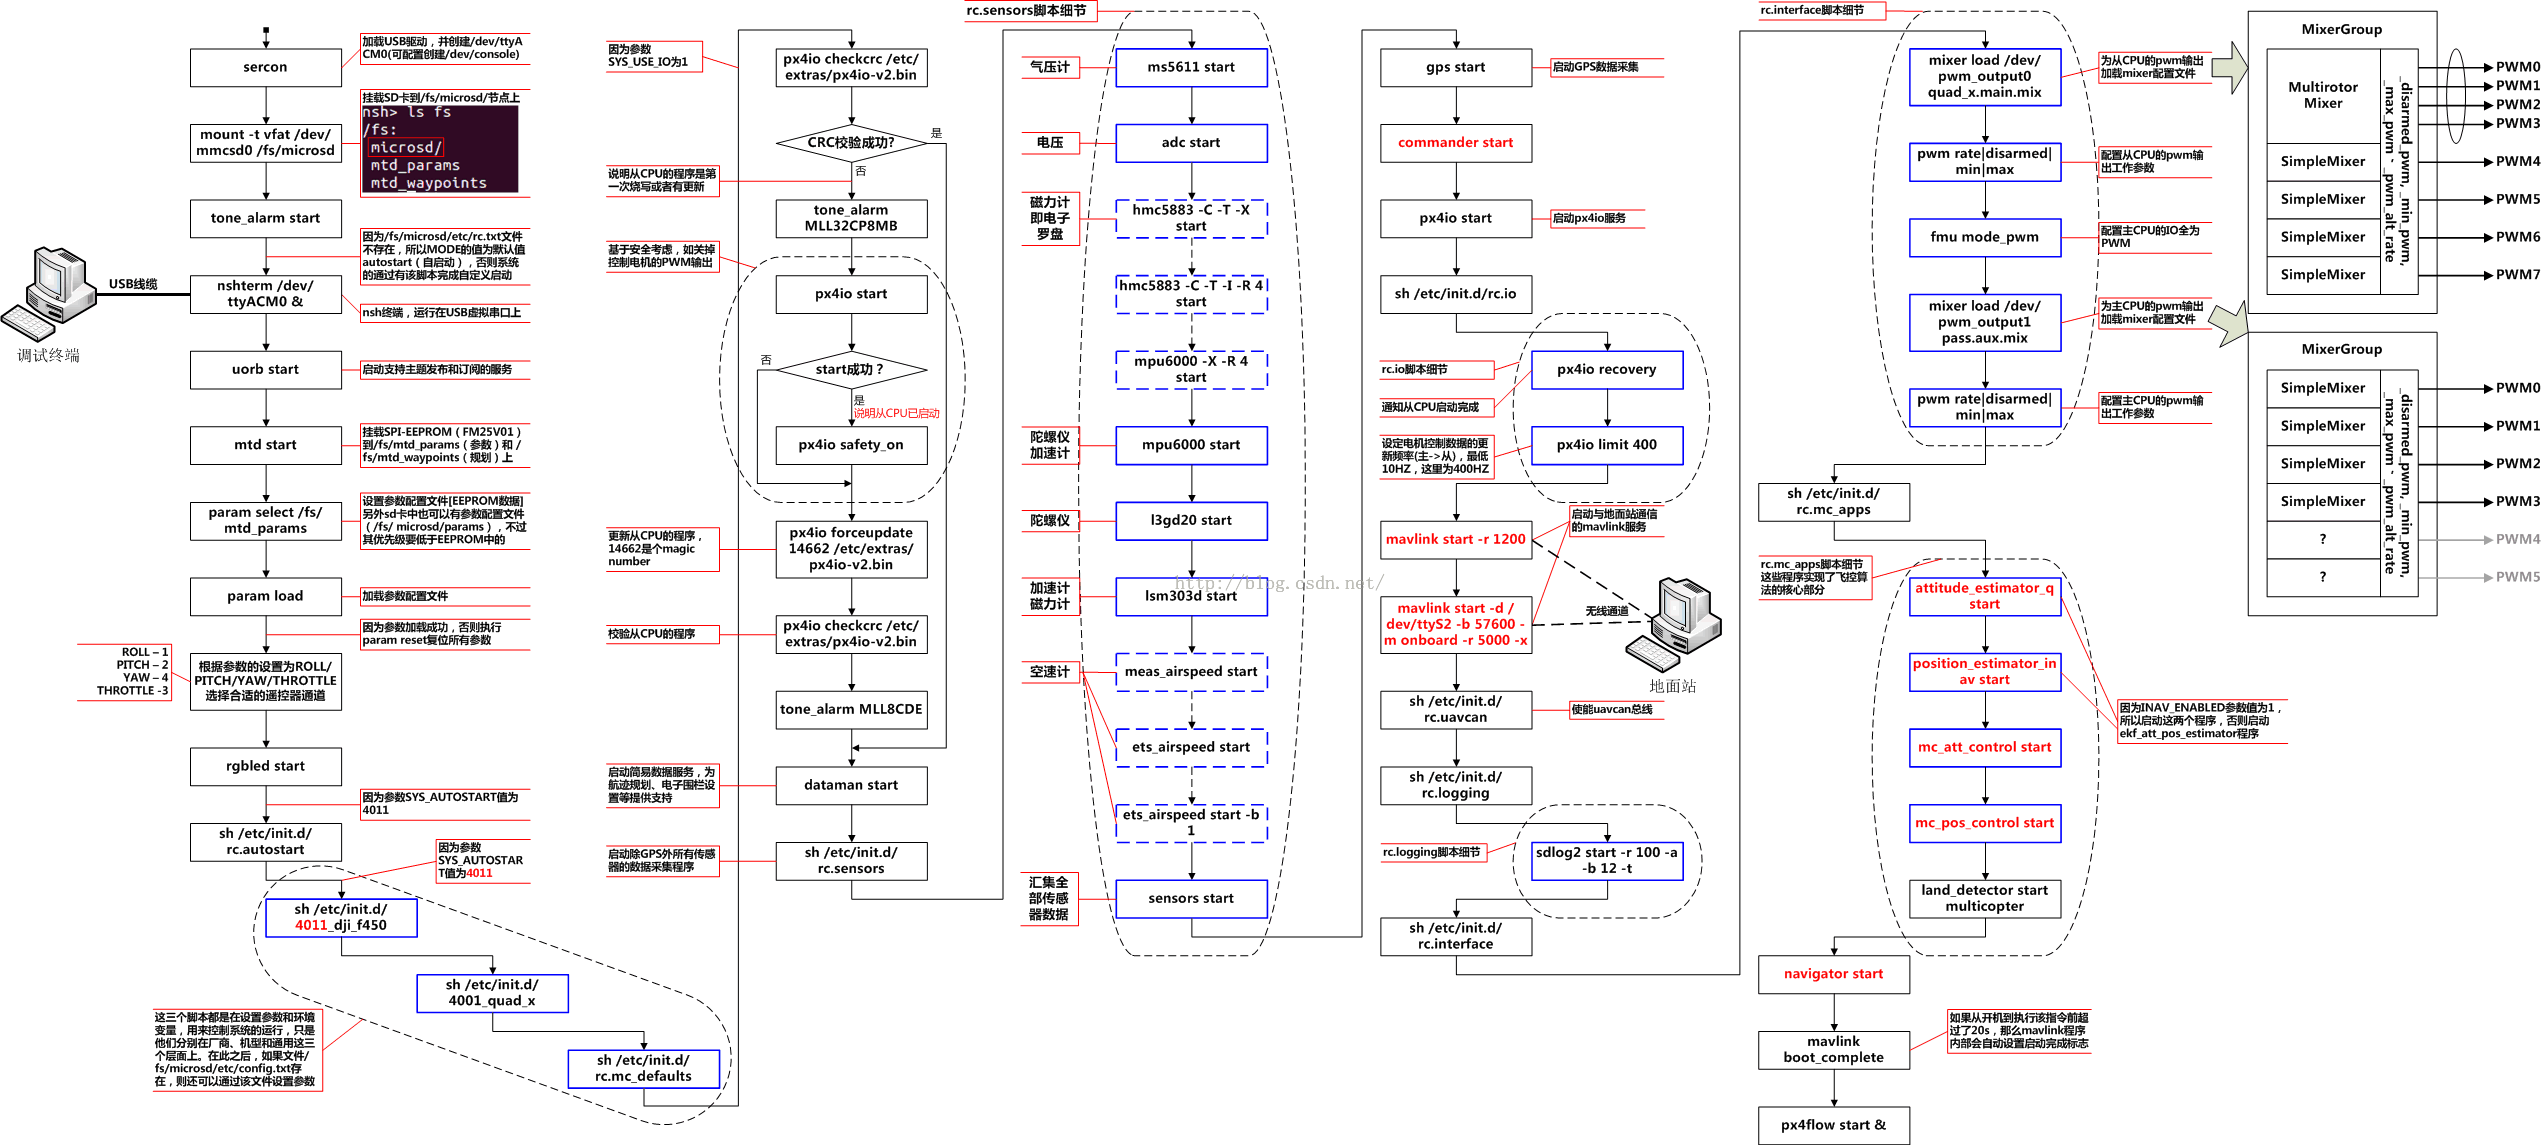 sercon
加载USB驱动，并创建/dev/ttyA
CM0(可配置创建/dev/console)
mount -t vfat /dev/
mmcsd0 /fs/microsd
挂载SD卡到/fs/microsd/节点上
nsh> ls fs
/fs:
microsd/
mtd_params
mtd_waypoints
tone_alarm start
因为/fs/microsd/etc/rc.txt文件
不存在，所以MODE的值为默认值
autostart（自启动），否则系统
的通过有该脚本完成自定义启动
USB线缆
调试终端
nshterm /dev/
ttyACM0 &
nsh终端，运行在USB虚拟串口上
uorb start
启动支持主题发布和订阅的服务
mtd start
挂载SPI-EEPROM（FM25V01）
到/fs/mtd_params（参数）和 /
fs/mtd_waypoints（规划）上
param select /fs/
mtd_params
设置参数配置文件[EEPROM数据]
另外sd卡中也可以有参数配置文件
（/fs/ microsd/params），不过
其优先级要低于EEPROM中的
param load
加载参数配置文件
因为参数加载成功，否则执行
param reset复位所有参数
ROLL – 1
PITCH – 2
YAW – 4
THROTTLE -3
根据参数的设置为ROLL/
PITCH/YAW/THROTTLE
选择合适的遥控器通道
rgbled start
因为参数SYS_AUTOSTART值为
4011
sh /etc/init.d/
rc.autostart
因为参数
SYS_AUTOSTAR
T值为4011
sh /etc/init.d/
4011_dji_f450
sh /etc/init.d/
4001_quad_x
sh /etc/init.d/
rc.mc_defaults
这三个脚本都是在设置参数和环境
变量，用来控制系统的运行，只是
他们分别在厂商、机型和通用这三
个层面上。在此之后，如果文件/
fs/microsd/etc/config.txt存
在，则还可以通过该文件设置参数
因为参数
SYS_USE_IO为1
px4io checkcrc /etc/
extras/px4io-v2.bin
CRC校验成功?
是
否
说明从CPU的程序是第
一次烧写或者有更新
tone_alarm
MLL32CP8MB
基于安全考虑，如关掉
控制电机的PWM输出
px4io start
start成功？
否
是
说明从CPU已启动
px4io safety_on
更新从CPU的程序，
14662是个magic
number
px4io forceupdate
14662 /etc/extras/
px4io-v2.bin
校验从CPU的程序
px4io checkcrc /etc/
extras/px4io-v2.bin
tone_alarm MLL8CDE
启动简易数据服务，为
航迹规划、电子围栏设
置等提供支持
dataman start
启动除GPS外所有传感
器的数据采集程序
sh /etc/init.d/
rc.sensors
rc.sensors脚本细节
气压计
ms5611 start
电压
adc start
磁力计
即电子
罗盘
hmc5883 -C -T -X
start
hmc5883 -C -T -I -R 4
start
mpu6000 -X -R 4
start
陀螺仪
加速计
mpu6000 start
陀螺仪
l3gd20 start
http://blog.csdn.net/
加速计
磁力计
lsm303d start
空速计
meas_airspeed start
ets_airspeed start
ets_airspeed start -b
1
汇集全
部传感
器数据
sensors start
gps start
启动GPS数据采集
commander start
px4io start
启动px4io服务
sh /etc/init.d/rc.io
rc.io脚本细节
px4io recovery
通知从CPU启动完成
设定电机控制数据的更
新频率(主->从)，最低
10HZ，这里为400HZ
px4io limit 400
启动与地面站通信
的mavlink服务
mavlink start -r 1200
mavlink start -d /
dev/ttyS2 -b 57600 -
m onboard -r 5000 -x
无线通道
地面站
sh /etc/init.d/
rc.uavcan
使能uavcan总线
sh /etc/init.d/
rc.logging
rc.logging脚本细节
sdlog2 start -r 100 -a
-b 12 -t
sh /etc/init.d/
rc.interface
rc.interface脚本细节
mixer load /dev/
pwm_output0
quad_x.main.mix
为从CPU的pwm输出
加载mixer配置文件
pwm rate|disarmed|
min|max
配置从CPU的pwm输
出工作参数
fmu mode_pwm
配置主CPU的IO全为
PWM
mixer load /dev/
pwm_output1
pass.aux.mix
为主CPU的pwm输出
加载mixer配置文件
pwm rate|disarmed|
min|max
配置主CPU的pwm输
出工作参数
sh /etc/init.d/
rc.mc_apps
rc.mc_apps脚本细节
这些程序实现了飞控算
法的核心部分
attitude_estimator_q
start
position_estimator_in
av start
因为INAV_ENABLED参数值为1，
所以启动这两个程序，否则启动
ekf_att_pos_estimator程序
mc_att_control start
mc_pos_control start
land_detector start
multicopter
navigator start
mavlink
boot_complete
如果从开机到执行该指令前超
过了20s，那么mavlink程序
内部会自动设置启动完成标志
px4flow start &
MixerGroup
Multirotor
Mixer
SimpleMixer
SimpleMixer
SimpleMixer
SimpleMixer
_disarmed_pwm, _min_pwm,
_max_pwm、_pwm_alt_rate
PWM0
PWM1
PWM2
PWM3
PWM4
PWM5
PWM6
PWM7
MixerGroup
SimpleMixer
SimpleMixer
SimpleMixer
SimpleMixer
?
?
_disarmed_pwm, _min_pwm,
_max_pwm、_pwm_alt_rate
PWM0
PWM1
PWM2
PWM3
PWM4
PWM5